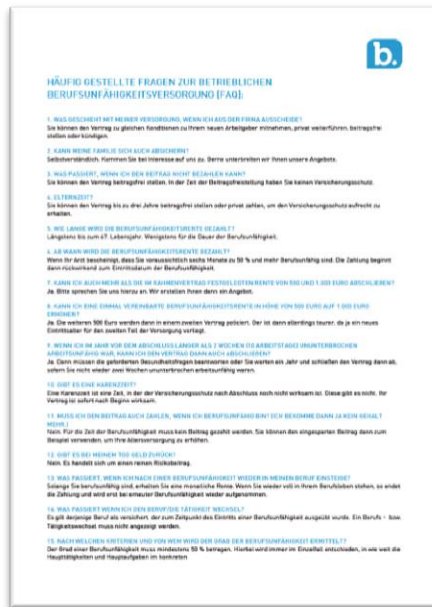 b.
HÄUFIG GESTELLTE FRAGEN ZUR BETRIEBLICHEN
BERUFSUNFÄHIGKEITSVERSORGUNG (FAQ):
1. WAS GESCHIEHT MIT MEINER VERSORGUNG, WENN ICH AUS DER FIRMA AUSSCHEIDE?
Sie können den Vertrag zu gleichen Konditionen zu Ihrem neuen Arbeitgeber mitnehmen, privat weiterführen, beitragsfrei
stellen oder kündigen.
2. KANN MEINE FAMILIE SICH AUCH ABSICHERN?
Selbstverständlich. Kommen Sie bei Interesse auf uns zu. Gerne unterbreiten wir Ihnen unsere Angebote.
3. WAS PASSIERT, WENN ICH DEN BEITRAG NICHT BEZAHLEN KANN?
Sie können den Vertrag beitragsfrei stellen. In der Zeit der Beitragsfreistellung haben Sie keinen Versicherungsschutz.
4. ELTERNZEIT?
Sie können den Vertrag bis zu drei Jahre beitragsfrei stellen oder privat zahlen, um den Versicherungsschutz aufrecht zu
erhalten.
5. WIE LANGE WIRD DIE BERUFSUNFÄHIGKEITSRENTE GEZAHLT?
Längstens bis zum 67. Lebensjahr. Wenigstens für die Dauer der Berufsunfähigkeit.
6. AB WANN WIRD DIE BERUFSUNFÄHIGKEITSRENTE BEZAHLT?
Wenn Ihr Arzt bescheinigt, dass Sie voraussichtlich sechs Monate zu 50 % und mehr Berufsunfähig sind. Die Zahlung beginnt
dann rückwirkend zum Eintrittsdatum der Berufsunfähigkeit.
7. KANN ICH AUCH MEHR ALS DIE IM RAHMENVERTRAG FESTGELEGTEN RENTE VON 500 UND 1.000 EURO ABSCHLIEßEN?
Ja. Bitte sprechen Sie uns hierzu an. Wir erstellen Ihnen dann ein Angebot.
8. KANN ICH EINE EINMAL VEREINBARTE BERUFSUNFÄHIGKEITSRENTE IN HÖHE VON 500 EURO AUF 1.000 EURO
ERHÖHEN?
Ja. Die weiteren 500 Euro werden dann in einem zweiten Vertrag policiert. Der ist dann allerdings teurer, da ja ein neues
Eintrittsalter für den zweiten Teil der Versorgung vorliegt.
9. WENN ICH IM JAHR VOR DEM ABSCHLUSS LÄNGER ALS 2 WOCHEN (10 ARBEITSTAGE) UNUNTERBROCHEN
ARBEITSUNFÄHIG WAR, KANN ICH DEN VERTRAG DANN AUCH ABSCHLIEßEN?
Ja. Dann müssen die geforderten Gesundheitsfragen beantworten oder Sie warten ein Jahr und schließen den Vertrag dann ab,
sofern Sie nicht wieder zwei Wochen ununterbrochen arbeitsunfähig waren.
10. GIBT ES EINE KARENZZEIT?
Eine Karenzzeit ist eine Zeit, in der der Versicherungsschutz nach Abschluss noch nicht wirksam ist. Diese gibt es nicht. Ihr
Vertrag ist sofort nach Beginn wirksam.
11. MUSS ICH DEN BEITRAG AUCH ZAHLEN, WENN ICH BERUFSUNFÄHIG BIN? (ICH BEKOMME DANN JA KEIN GEHALT
MEHR.)
Nein. Für die Zeit der Berufsunfähigkeit muss kein Beitrag gezahlt werden. Sie können den eingesparten Beitrag dann zum
Beispiel verwenden, um Ihre Altersversorgung zu erhöhen.
12. GIBT ES BEI MEINEM TOD GELD ZURÜCK?
Nein. Es handelt sich um einen reinen Risikobeitrag.
13. WAS PASSIERT, WENN ICH NACH EINER BERUFSUNFÄHIGKEIT WIEDER IN MEINEN BERUF EINSTEIGE?
Solange Sie berufsunfähig sind, erhalten Sie eine monatliche Rente. Wenn Sie wieder voll in Ihrem Berufsleben stehen, so endet
die Zahlung und wird erst bei erneuter Berufsunfähigkeit wieder aufgenommen.
14. WAS PASSIERT WENN ICH DEN BERUF/DIE TÄTIGKEIT WECHSEL?
Es gilt derjenige Beruf als versichert, der zum Zeitpunkt des Eintritts einer Berufsunfähigkeit ausgeübt wurde. Ein Berufs – bzw.
Tätigkeitswechsel muss nicht angezeigt werden.
15. NACH WELCHEN KRITERIEN UND VON WEM WIRD DER GRAD DER BERUFSUNFÄHIGKEIT ERMITTELT?
Der Grad einer Berufsunfähigkeit muss mindestens 50 % betragen. Hierbei wird immer im Einzelfall entschieden, in wie weit die
Haupttätigkeiten und Hauptaufgaben im konkreten